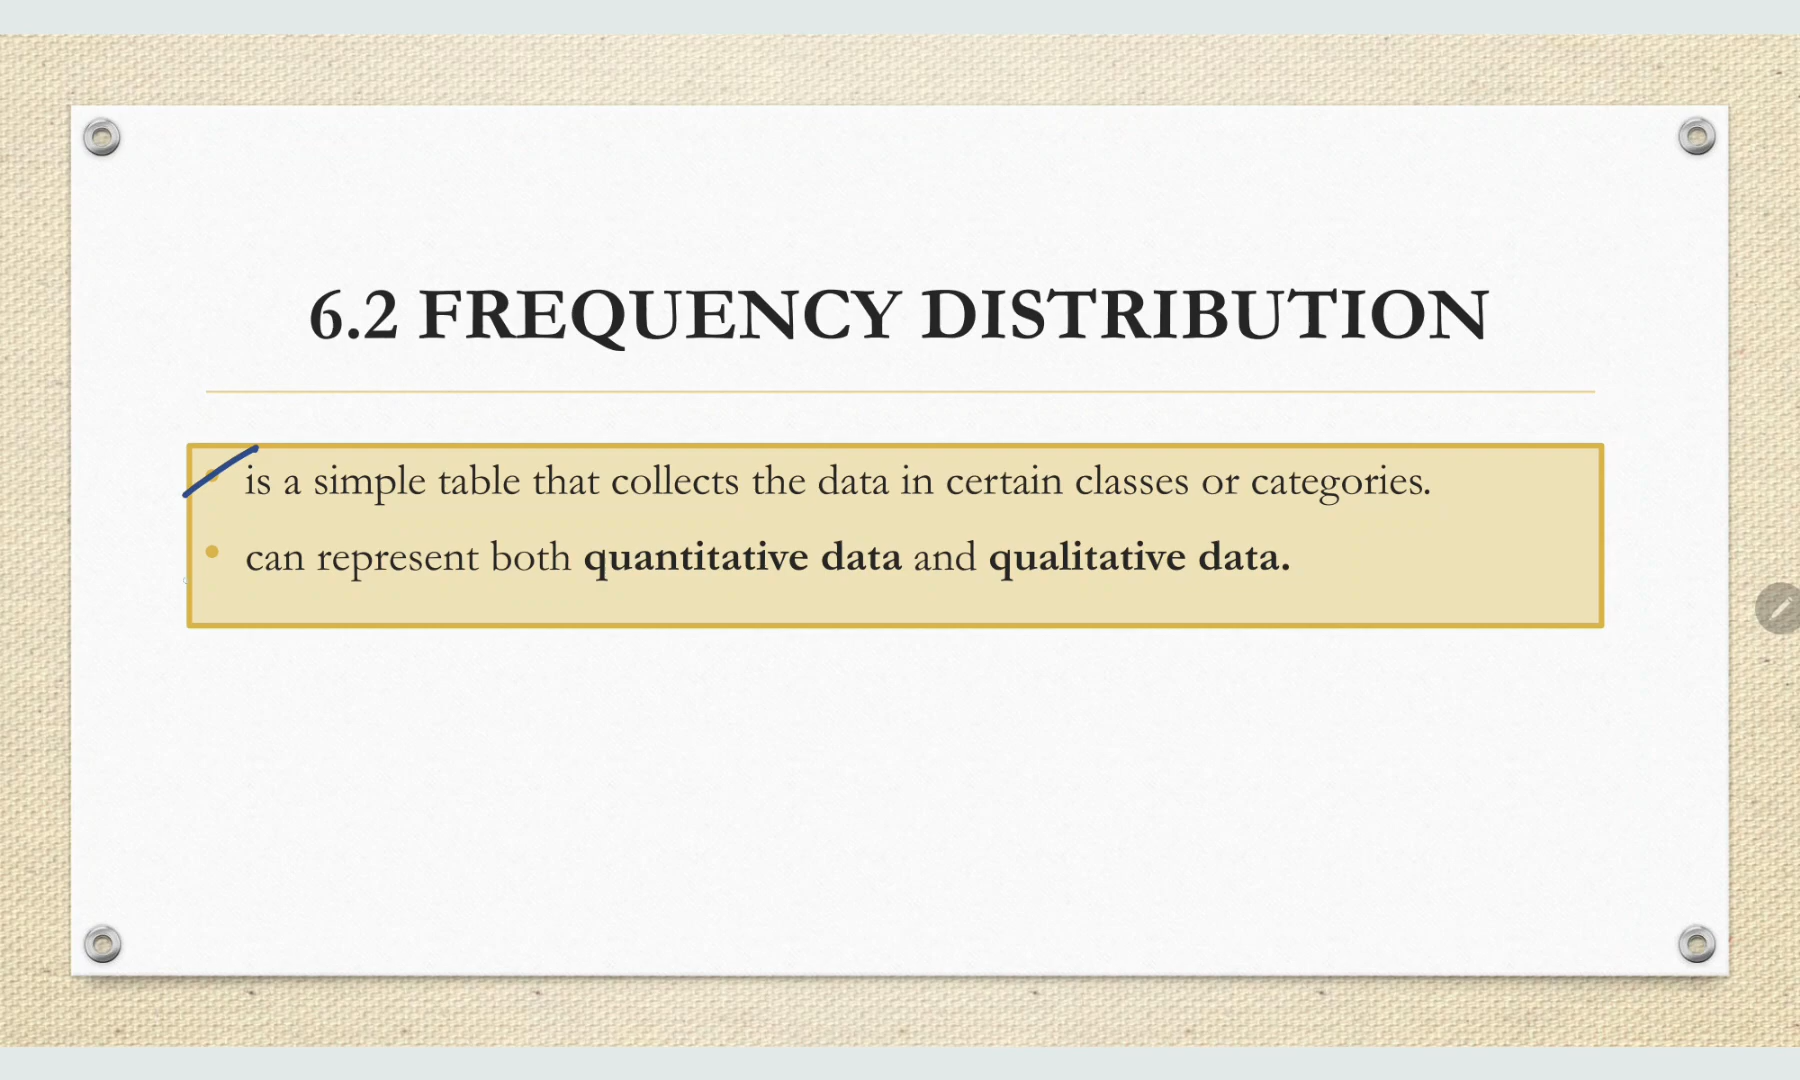 6.2 FREQUENCY DISTRIBUTION
• is a simple table that collects the data in certain classes or categories.
• can represent both quantitative data and qualitative data.